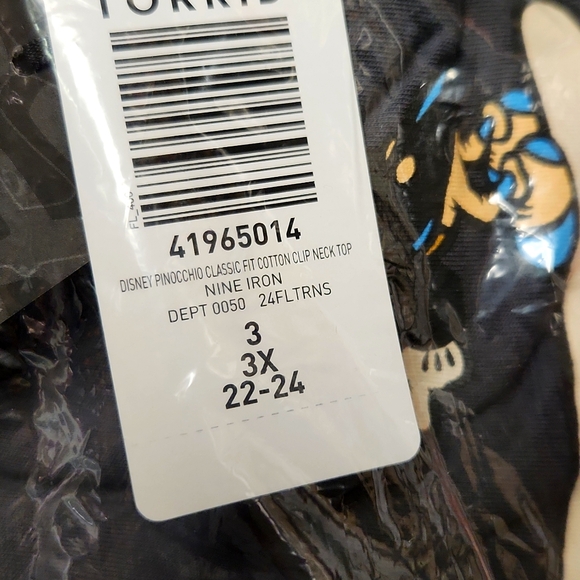 TORRID
41965014
DISNEY PINOCCHIO CLASSIC FIT COTTON CLIP NECK TOP
NINE IRON
DEPT 0050 24FLTRNS
3
3X
22-24